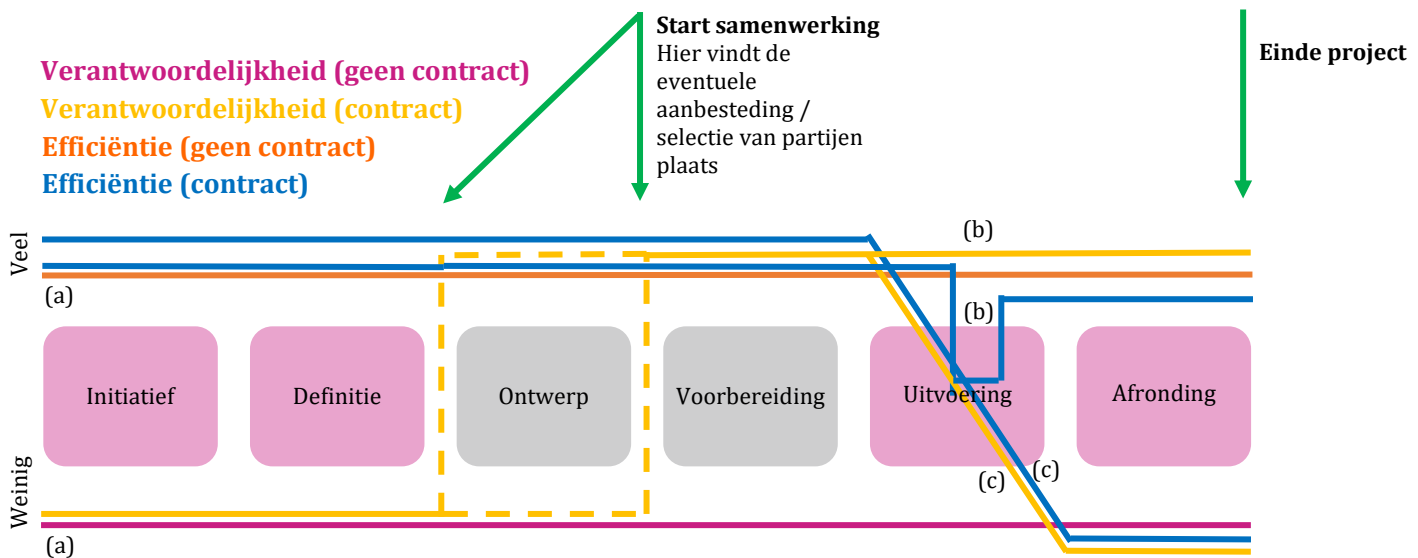 Verantwoordelijkheid (geen contract)
Verantwoordelijkheid (contract)
Efficiëntie (geen contract)
Efficiëntie (contract)
Start samenwerking
Hier vindt de
eventuele
aanbesteding /
selectie van partijen
plaats
Einde project
Veel
(a)
(b)
(b)
Initiatief
Definitie
Ontwerp
Voorbereiding
Uitvoering
Afronding
Weinig
(c)
(c)
(a)